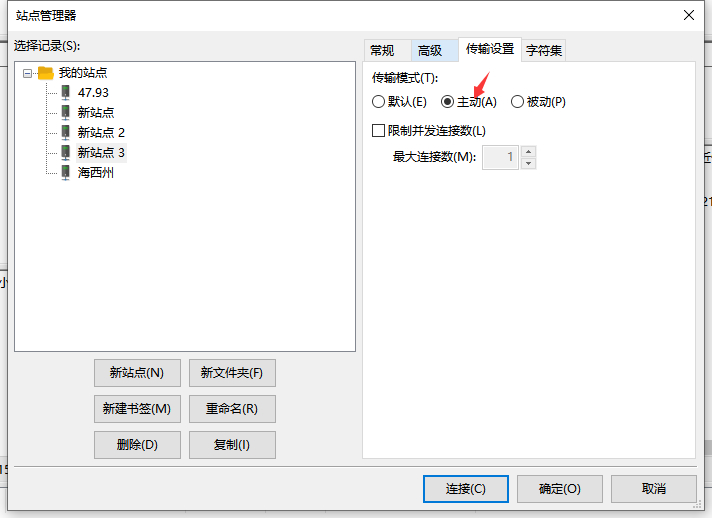 站点管理器
选择记录(S):
我的站点
47.93
新站点
新站点 2
新站点 3
海西州
新站点(N)
新文件夹(F)
新建书签(M)
重命名(R)
删除(D)
复制(I)
常规
高级
传输设置
字符集
传输模式(T):
默认(E)
主动(A)
被动(P)
限制并发连接数(L)
最大连接数(M):
1
连接(C)
确定(O)
取消